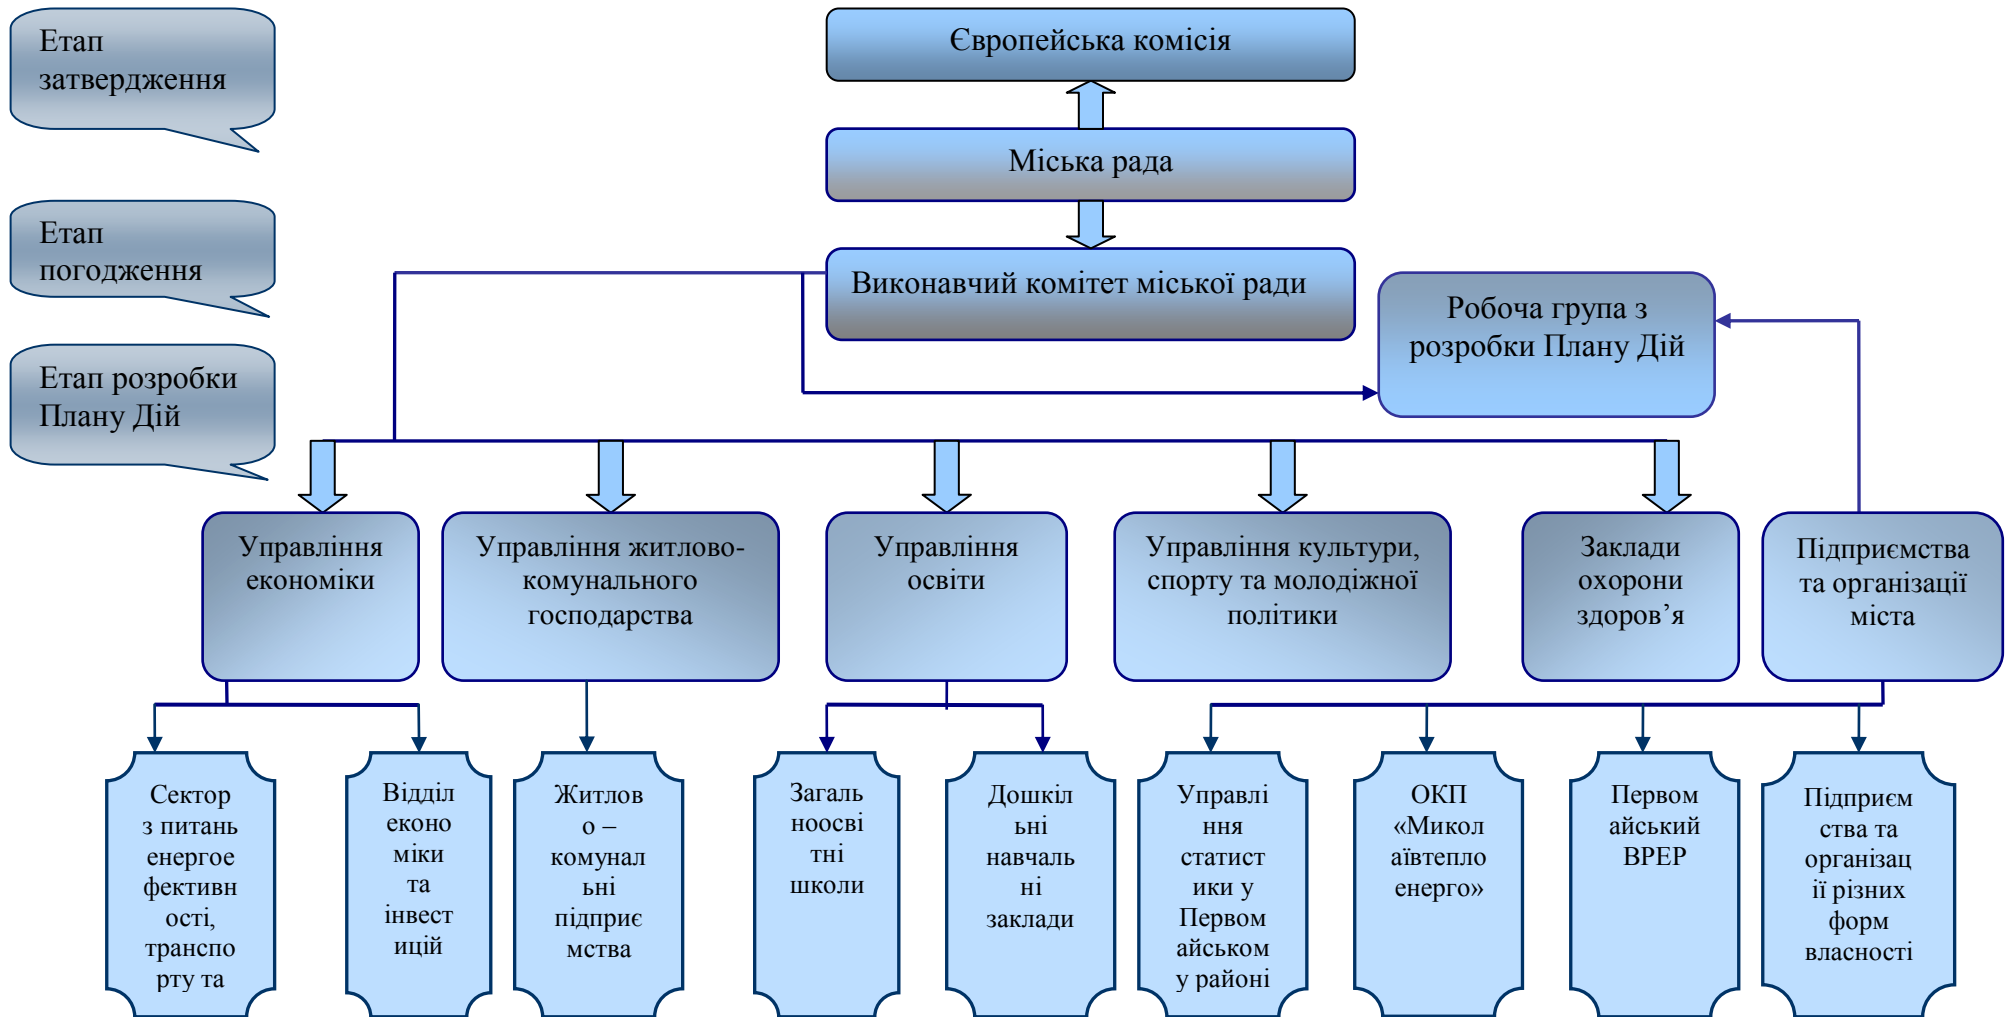 Етап
затвердження
Європейська комісія
Міська рада
Етап
погодження
Виконавчий комітет міської ради
Робоча група з
розробки Плану Дій
Етап розробки
Плану Дій
Управління
економіки
Управління житлово-
комунального
господарства
Управління
освіти
Управління культури,
спорту та молодіжної
політики
Заклади
охорони
здоров’я
Підприємства
та організації
міста
Сектор
з питань
енергое
фективн
ості,
транспо
рту та
Відділ
еконо
міки
та
інвест
ицій
Житлов
о –
комунал
ьні
підприє
мства
Загаль
ноосві
тні
школи
Дошкіл
ьні
навчаль
ні
заклади
Управлі
ння
статист
ики у
Первом
айськом
у районі
ОКП
«Микол
аївтепло
енерго»
Первом
айський
ВРЕР
Підприєм
ства та
організац
ії різних
форм
власності